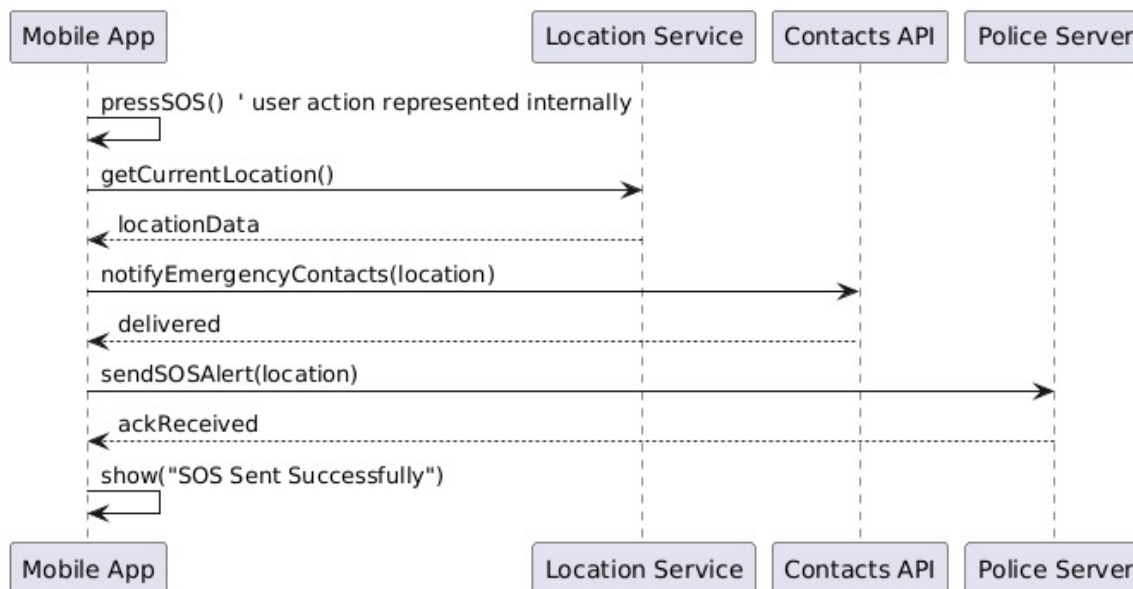 Mobile App Location Service Contacts API Police Server
pressSOS()  ' user action represented internally
getCurrentLocation()
locationData
notifyEmergencyContacts(location)
delivered
sendSOSAlert(location)
ackReceived
show("SOS Sent Successfully")
Mobile App Location Service Contacts API Police Server